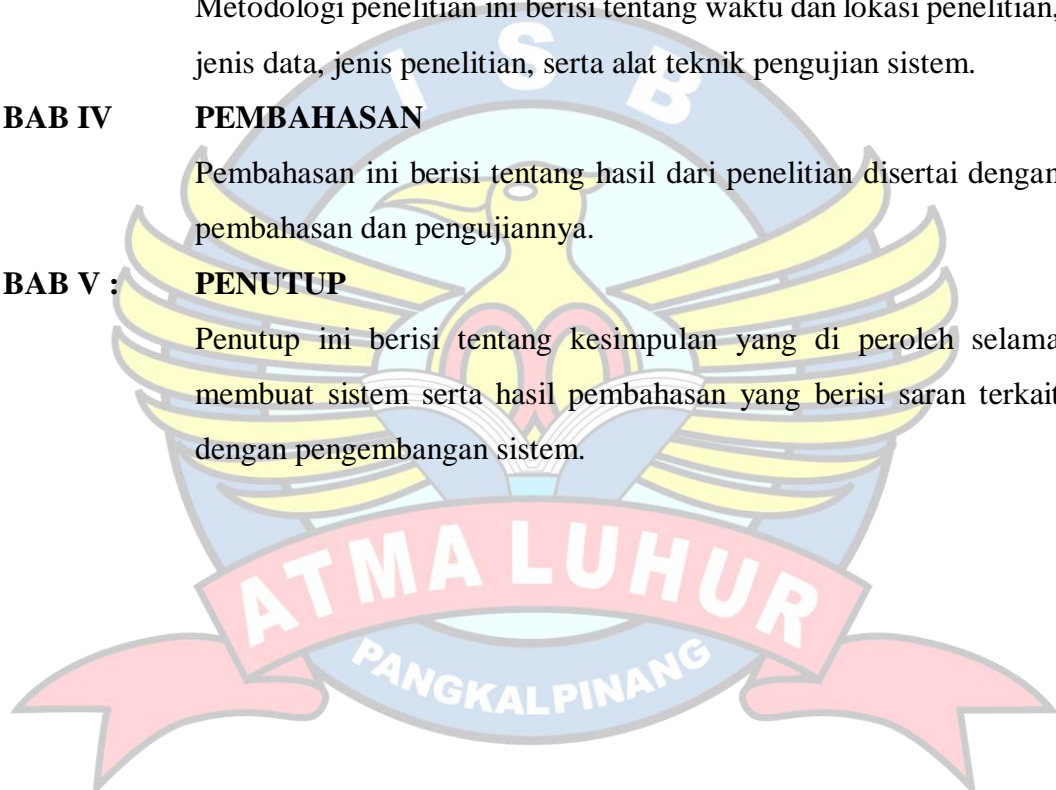 Metodologi penelitian ini berisi tentang waktu dan lokasi penelitian,
jenis data, jenis penelitian, serta alat teknik pengujian sistem.
BAB IV PEMBAHASAN
Pembahasan ini berisi tentang hasil dari penelitian disertai dengan
pembahasan dan pengujiannya.
BAB V : PENUTUP
Penutup ini berisi tentang kesimpulan yang di peroleh selama
membuat sistem serta hasil pembahasan yang berisi saran terkait
dengan pengembangan sistem.
I S B
ATMA LUHUR
PANGKALPINANG